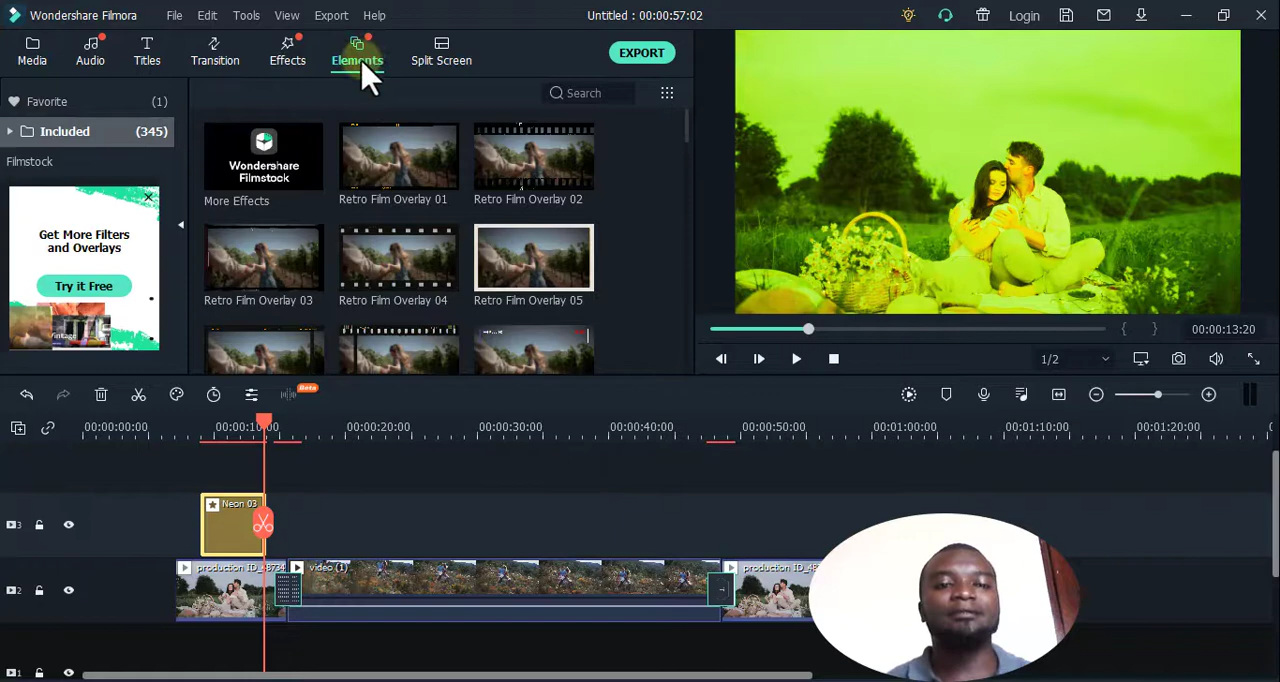 Wondershare Filmora
File
Edit
Tools
View
Export
Help
Untitled : 00:00:57:02
Login
Media
Audio
Titles
Transition
Effects
Elements
Split Screen
EXPORT
Favorite (1)
Included (345)
Filmstock
Search
Get More Filters
and Overlays
Try it Free
Vintage
Wondershare
Filmstock
More Effects
Retro Film Overlay 01
Retro Film Overlay 02
Retro Film Overlay 03
Retro Film Overlay 04
Retro Film Overlay 05
00:00:13:20
1/2
Beta
00:00:00:00
00:00:10:00
00:00:20:00
00:00:30:00
00:00:40:00
00:00:50:00
00:01:00:00
00:01:10:00
00:01:20:00
3
Neon 03
2
production ID_48734
video (1)
production ID_487
1